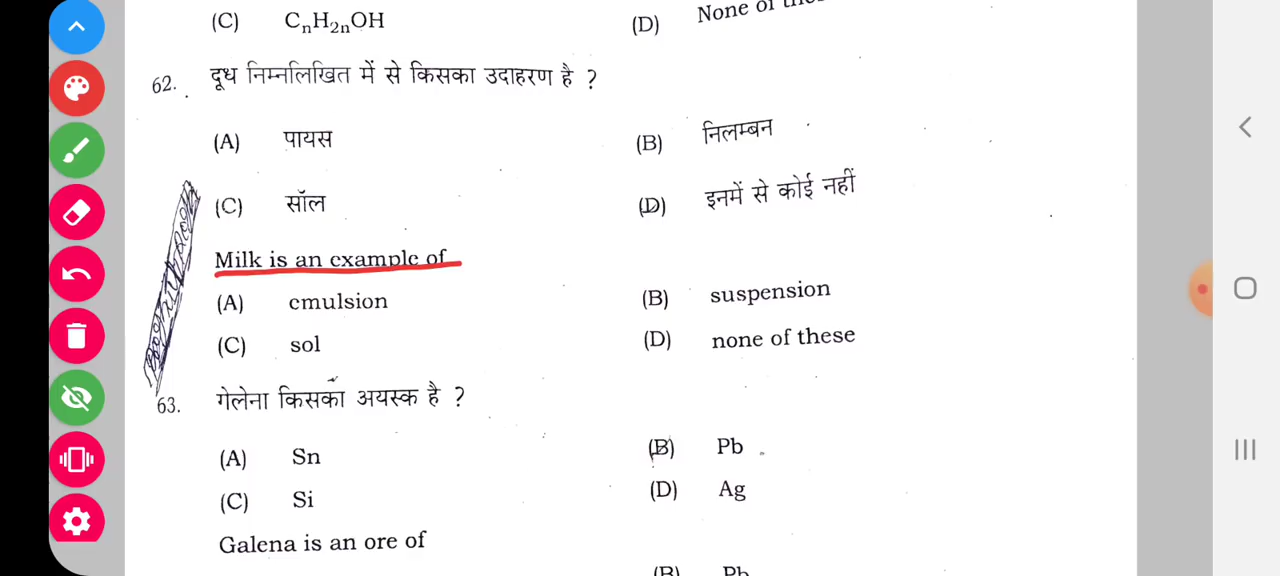 (C) CnH2nOH (D) None of
62. दूध निम्नलिखित में से किसका उदाहरण है ?
(A) पायस (B) निलम्बन
(C) सॉल (D) इनमें से कोई नहीं
Milk is an example of
(A) emulsion (B) suspension
(C) sol (D) none of these
63. गेलेना किसका अयस्क है ?
(A) Sn (B) Pb
(C) Si (D) Ag
Galena is an ore of
(B) Pb